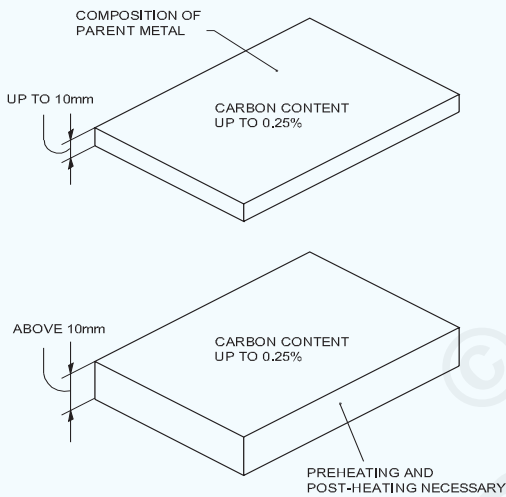 COMPOSITION OF
PARENT METAL
UP TO 10mm
CARBON CONTENT
UP TO 0.25%
ABOVE 10mm
CARBON CONTENT
UP TO 0.25%
©
PREHEATING AND
POST-HEATING NECESSARY